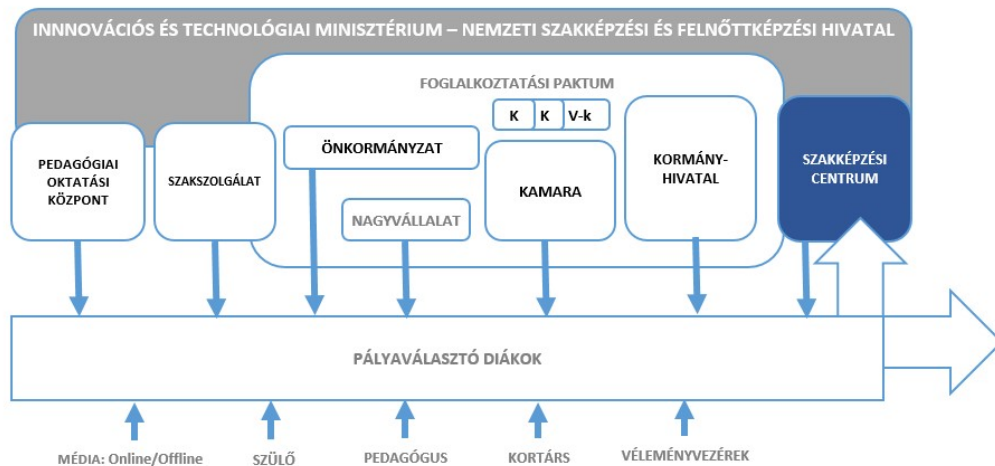 INNNOVÁCIÓS ÉS TECHNOLÓGIAI MINISZTÉRIUM – NEMZETI SZAKKÉPZÉSI ÉS FELNŐTTKÉPZÉSI HIVATAL
FOGLALKOZTATÁSI PAKTUM
K K V-k
PEDAGÓGIAI
OKTATÁSI
KÖZPONT
SZAKSZOLGÁLAT
ÖNKORMÁNYZAT
NAGYVÁLLALAT
KAMARA
KORMÁNY-
HIVATAL
SZAKKÉPZÉSI
CENTRUM
PÁLYAVÁLASZTÓ DIÁKOK
MÉDIA: Online/Offline
SZÜLŐ
PEDAGÓGUS
KORTÁRS
VÉLEMÉNYVEZÉREK